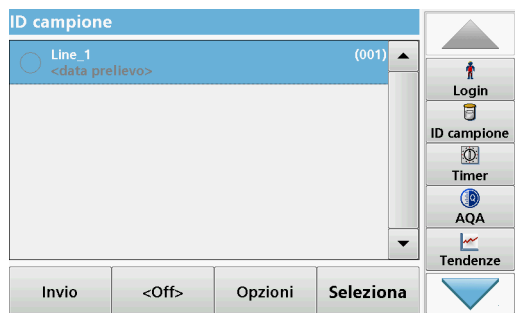 ID campione
Line_1 (001)
<data prelievo>
Login
ID campione
Timer
AQA
Tendenze
Invio <Off> Opzioni Seleziona